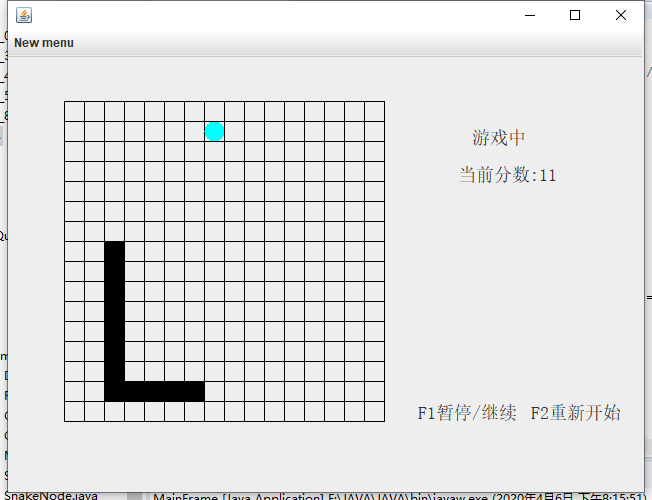 New menu
游戏中
当前分数:11
F1暂停/继续 F2重新开始
SnakeNode.java
MainFrame [Java Application] E:\JAVA\JAVA\bin\javaw.exe (2020年4月6日 下午8:15:51)